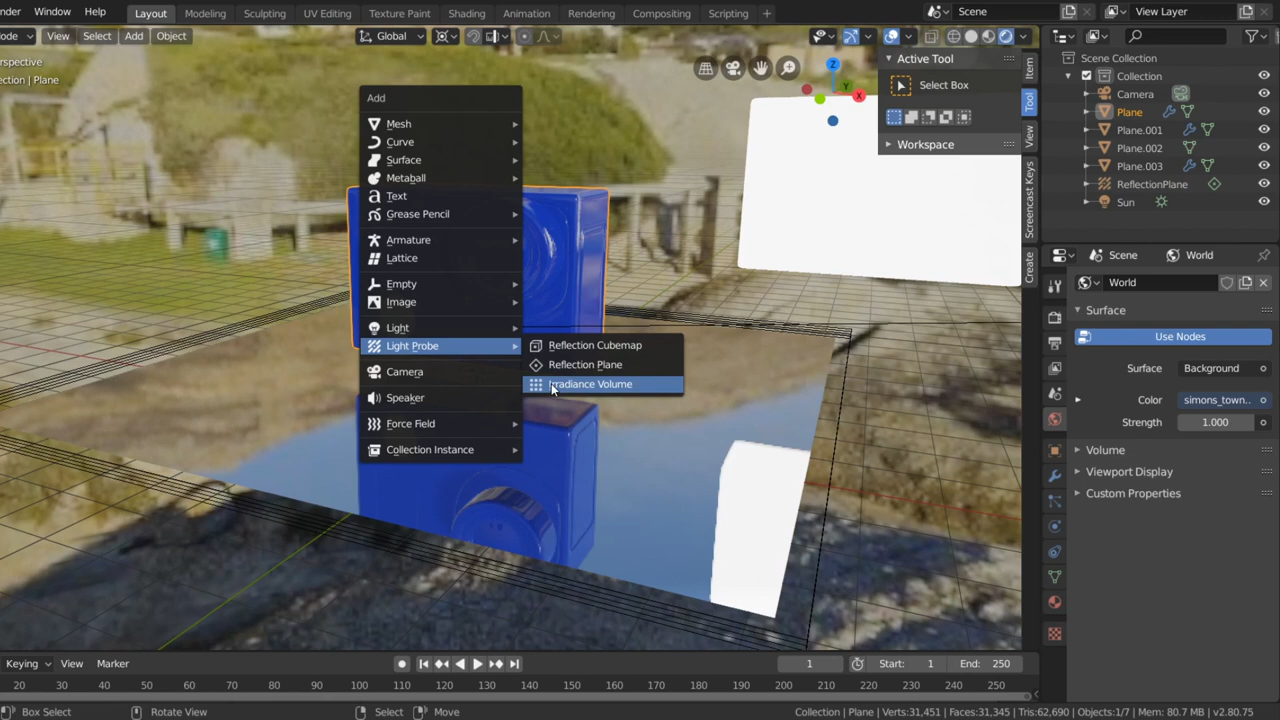 nder Window Help Layout Modeling Sculpting UV Editing Texture Paint Shading Animation Rendering Compositing Scripting + Scene View Layer
ode View Select Add Object Global
rspective
ection | Plane
Z
Y
X
Active Tool
Select Box
Workspace
Item
Tool
View
Screencast Keys
Create
Add
Mesh
Curve
Surface
Metaball
Text
Grease Pencil
Armature
Lattice
Empty
Image
Light
Light Probe
Camera
Speaker
Force Field
Collection Instance
Reflection Cubemap
Reflection Plane
Irradiance Volume
Scene Collection
Collection
Camera
Plane
Plane.001
Plane.002
Plane.003
ReflectionPlane
Sun
Scene World
World
Surface
Use Nodes
Surface Background
Color simons_town..
Strength 1.000
Volume
Viewport Display
Custom Properties
Keying View Marker 1 Start: 1 End: 250
20 30 40 50 60 70 80 90 100 110 120 130 140 150 160 170 180 190 200 210 220 230 240 250
Box Select Rotate View Select Move Collection | Plane | Verts:31,451 | Faces:31,345 | Tris:62,690 | Objects:1/7 | Mem: 80.7 MB | v2.80.75